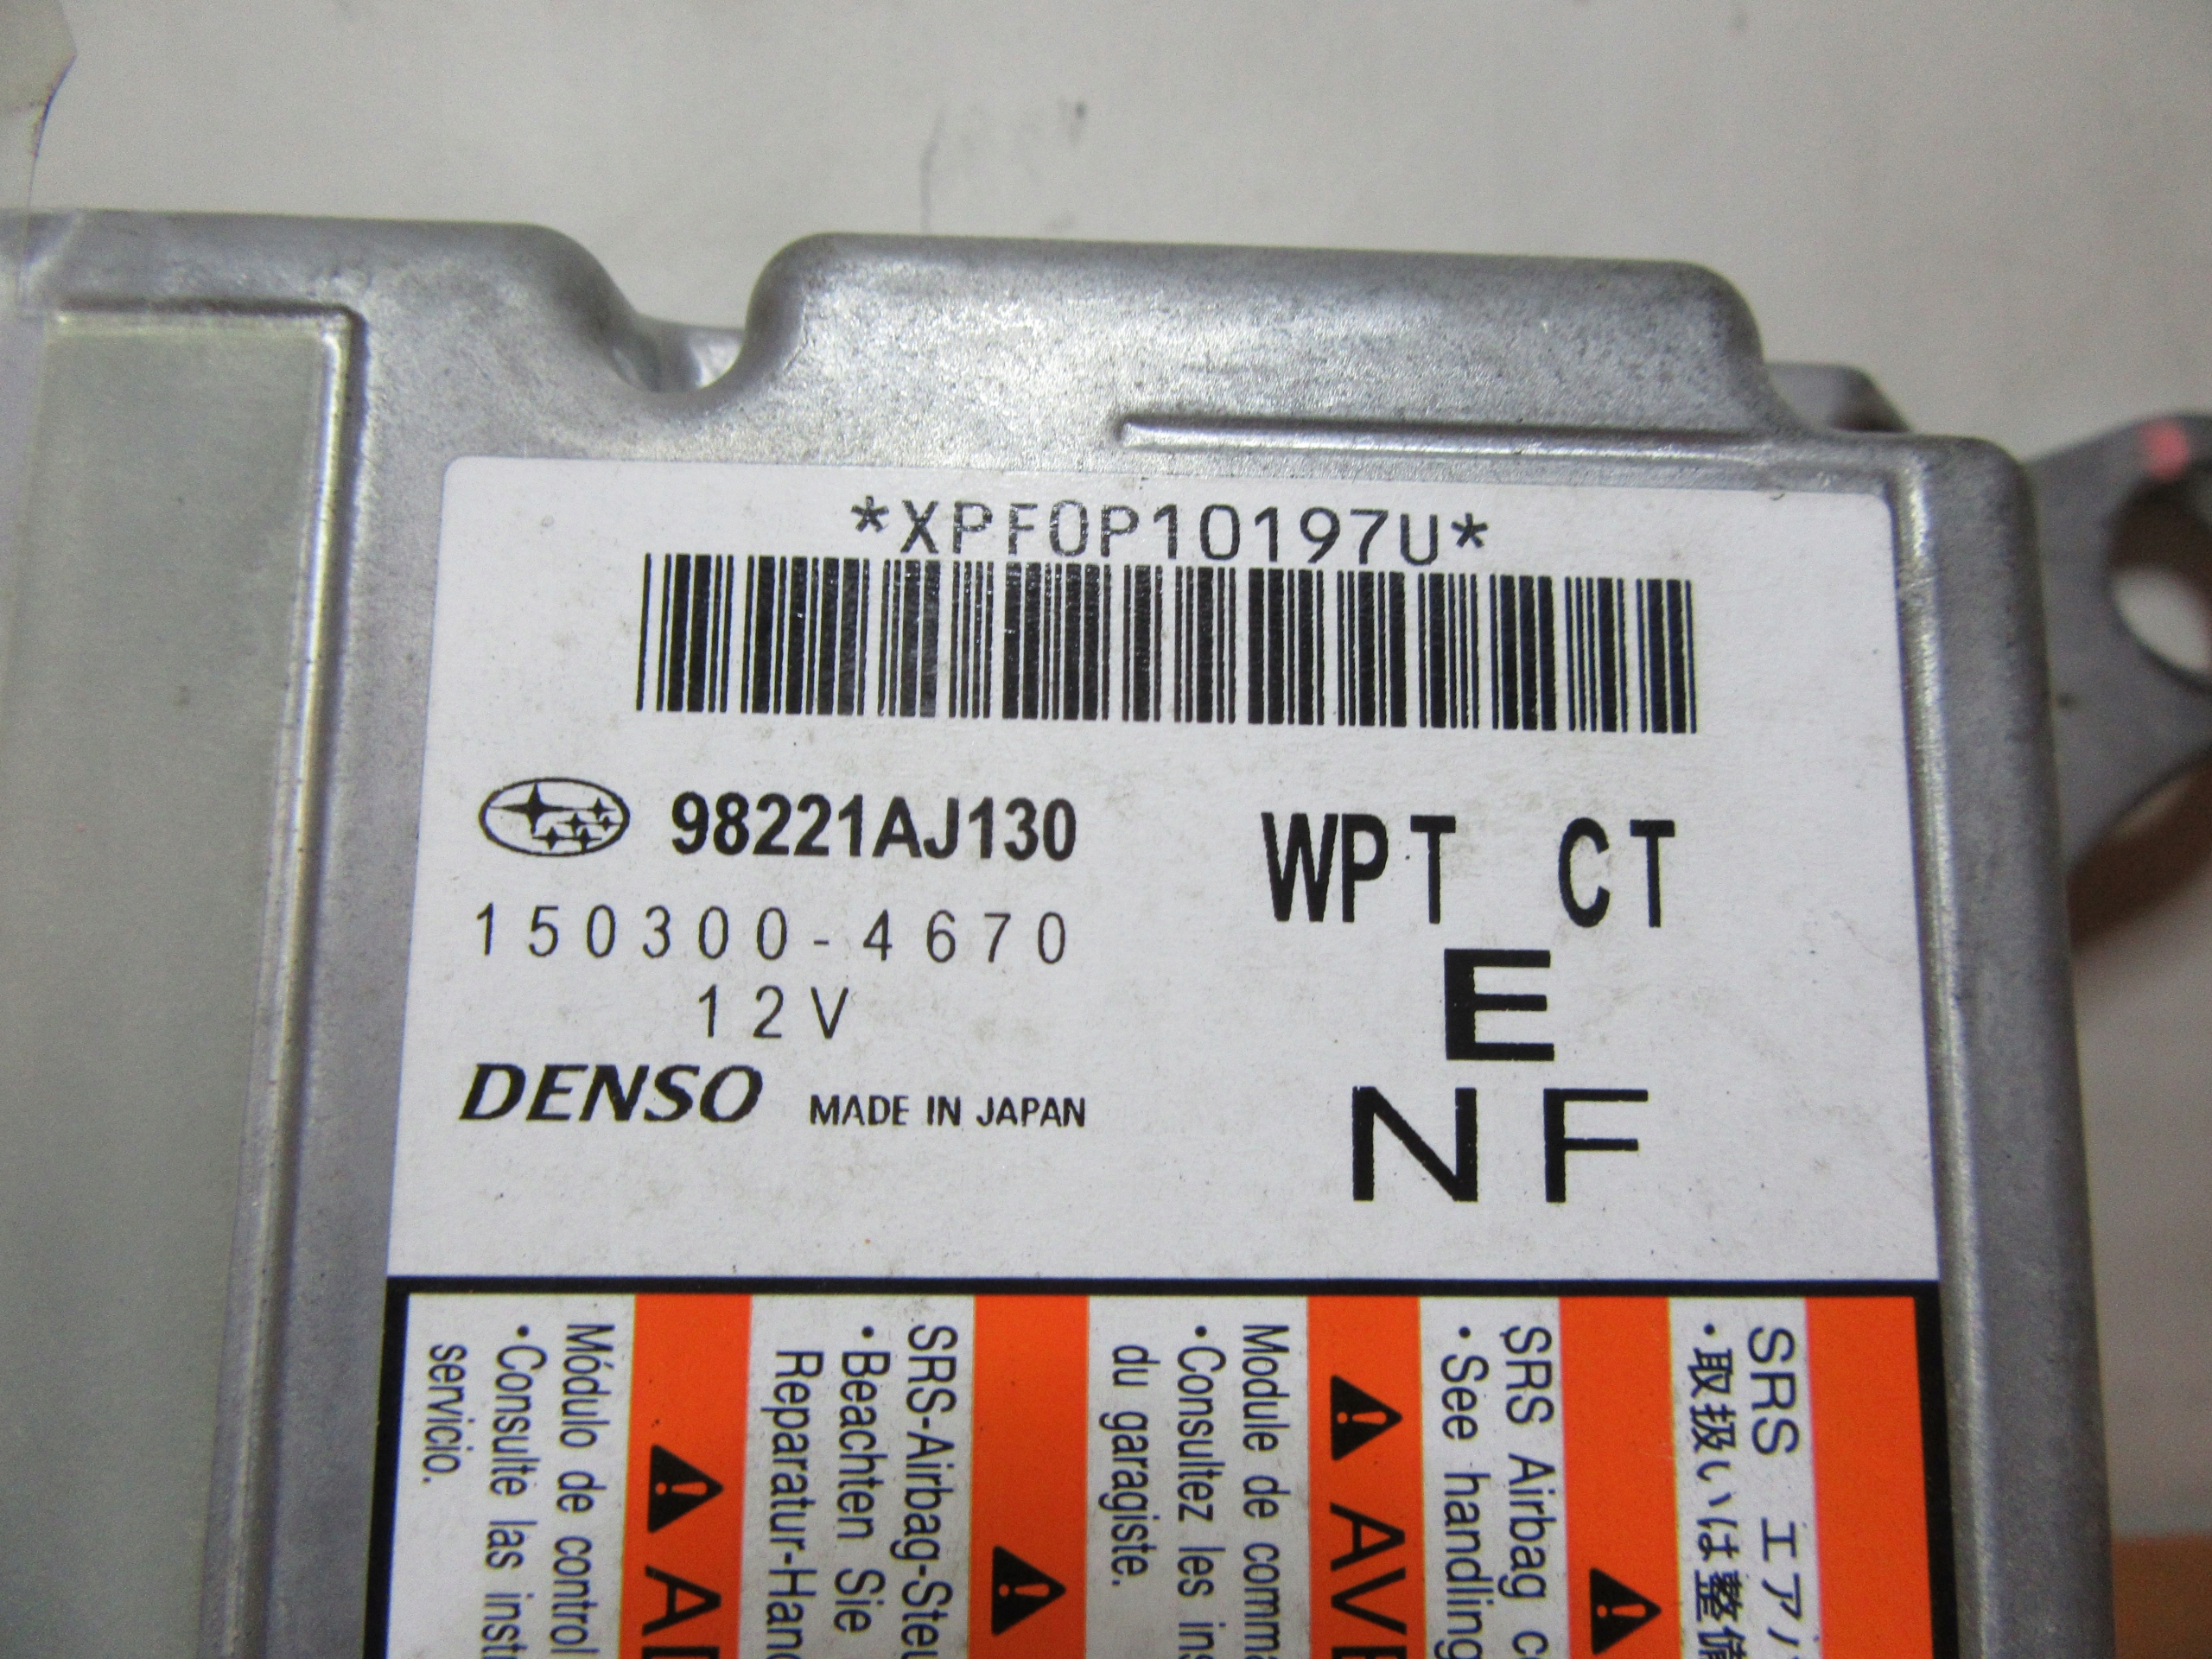 *XPF0P10197U*
98221AJ130
150300-4670
12V
DENSO MADE IN JAPAN
WPT CT
E
NF
SRS エア
・取扱いは整備
SRS Airbag
•See handling
Module de comma
•Consultez les ins
du garagiste.
SRS-Airbag-Steu
•Beachten Sie
Reparatur-Hand
Módulo de control
•Consulte las inst
servicio.